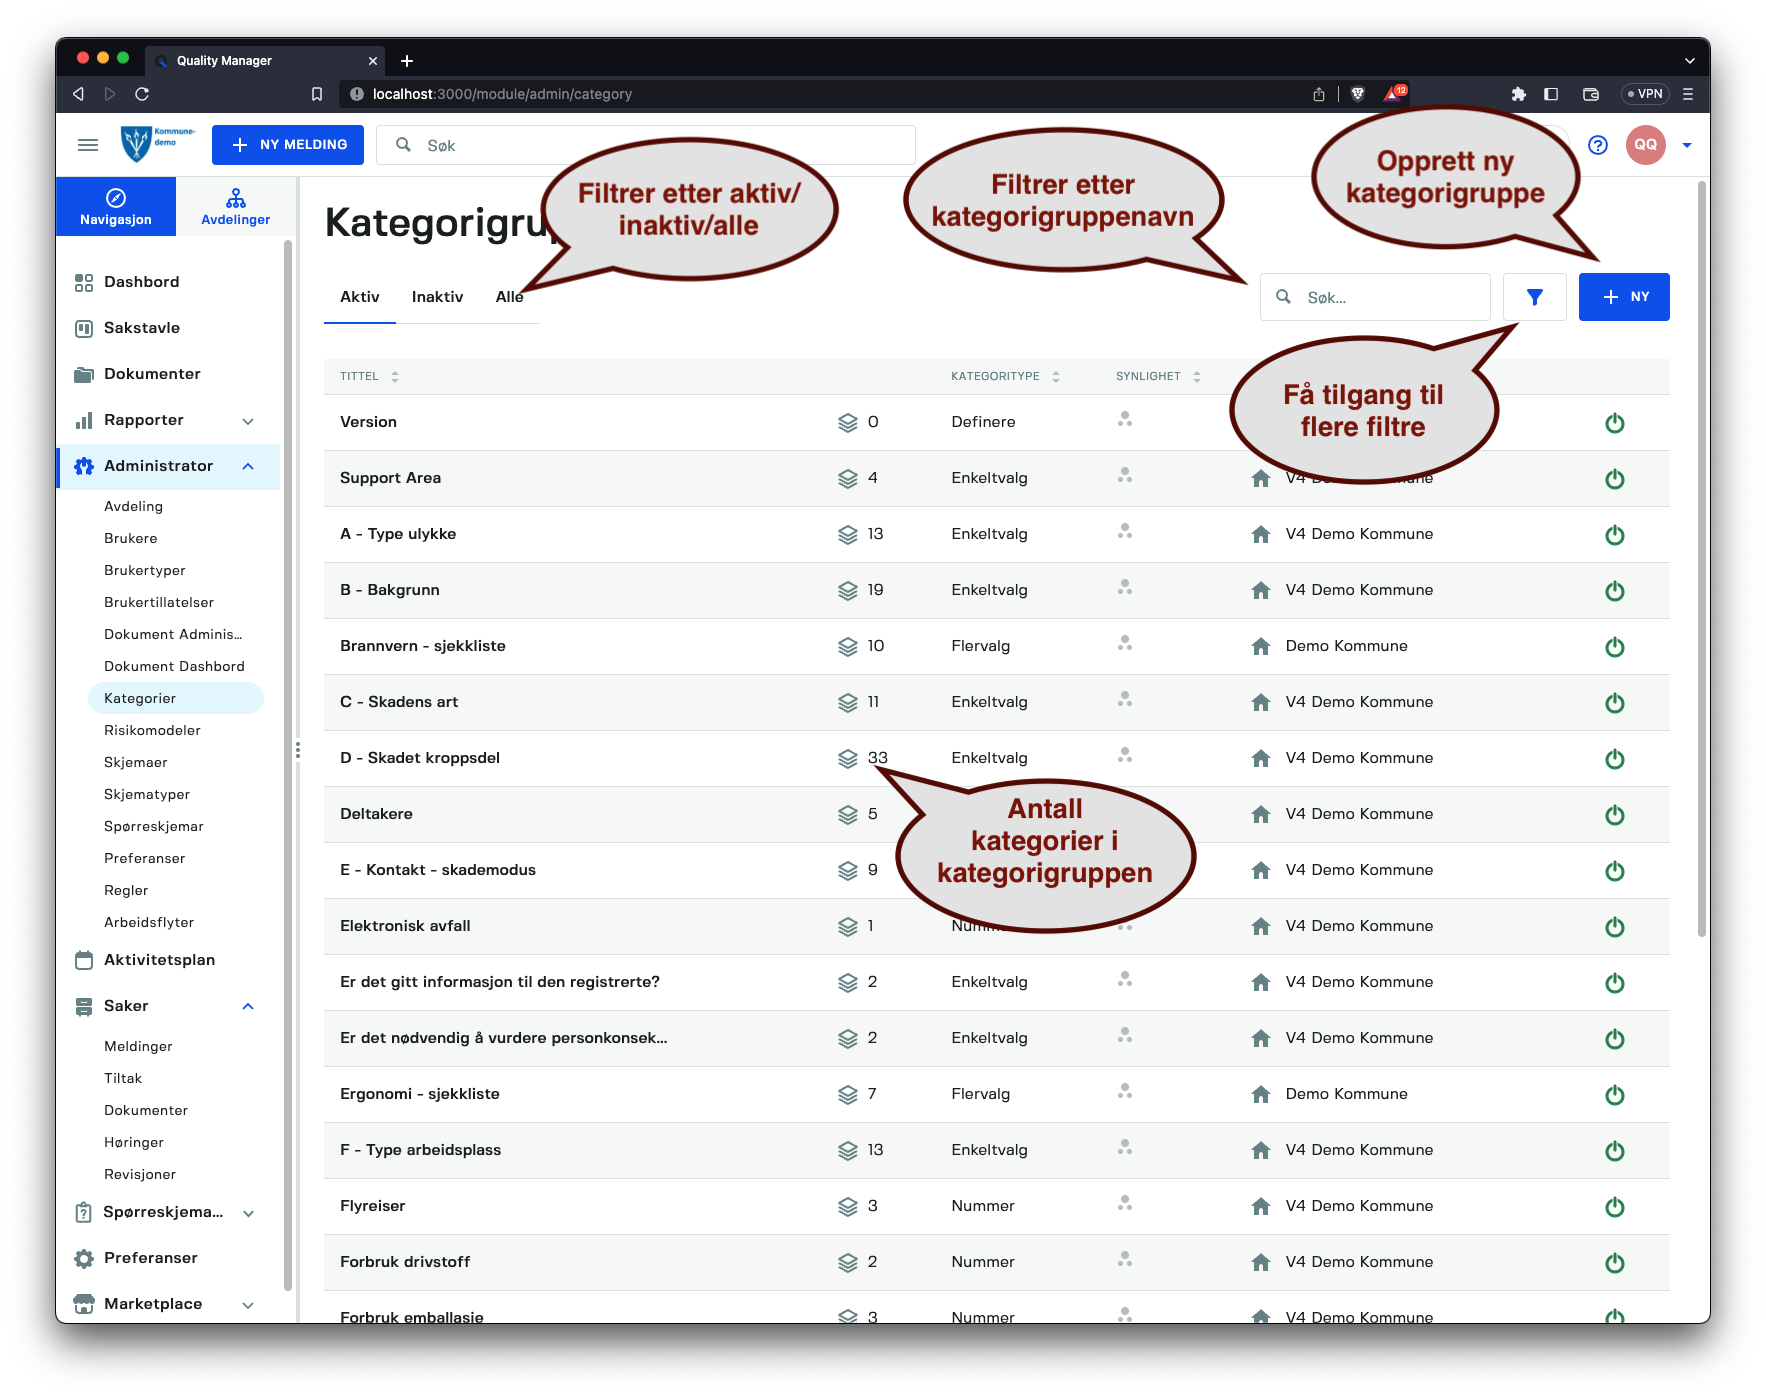 Quality Manager
localhost:3000/module/admin/category
12
VPN
Kommune-
demo
NY MELDING
Søk
QQ
Navigasjon
Avdelinger
Filtrer etter aktiv/
inaktiv/alle
Filtrer etter
kategorigruppenavn
Opprett ny
kategorigruppe
Aktiv
Inaktiv
Alle
Søk...
NY
Få tilgang til
flere filtre
Dashbord
Sakstavle
Dokumenter
Rapporter
Administrator
Avdeling
Brukere
Brukertyper
Brukertillatelser
Dokument Adminis...
Dokument Dashbord
Kategorier
Risikomodeler
Skjemaer
Skjematyper
Spørreskjemar
Preferanser
Regler
Arbeidsflyter
Aktivitetsplan
Saker
Meldinger
Tiltak
Dokumenter
Høringer
Revisjoner
Spørreskjema...
Preferanser
Marketplace
TITTEL KATEGORITYPE SYNLIGHET
Version 0 Definere
Support Area 4 Enkeltvalg
A - Type ulykke 13 Enkeltvalg V4 Demo Kommune
B - Bakgrunn 19 Enkeltvalg V4 Demo Kommune
Brannvern - sjekkliste 10 Flervalg Demo Kommune
C - Skadens art 11 Enkeltvalg V4 Demo Kommune
D - Skadet kroppsdel 33 Enkeltvalg V4 Demo Kommune
Deltakere 5 V4 Demo Kommune
Antall
kategorier i
kategorigruppen
E - Kontakt - skademodus 9 V4 Demo Kommune
Elektronisk avfall 1 V4 Demo Kommune
Er det gitt informasjon til den registrerte? 2 Enkeltvalg V4 Demo Kommune
Er det nødvendig å vurdere personkonsek... 2 Enkeltvalg V4 Demo Kommune
Ergonomi - sjekkliste 7 Flervalg Demo Kommune
F - Type arbeidsplass 13 Enkeltvalg V4 Demo Kommune
Flyreiser 3 Nummer V4 Demo Kommune
Forbruk drivstoff 2 Nummer V4 Demo Kommune
Forbruk emballasje 3 Nummer V4 Demo Kommune